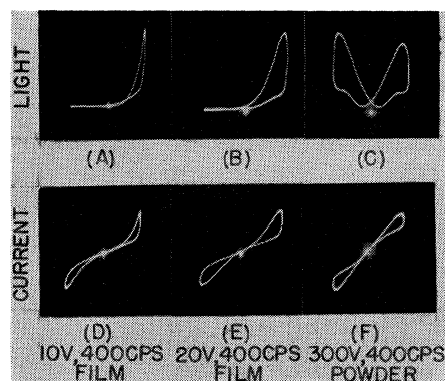 LIGHT
(A) (B) (C)
CURRENT
(D) (E) (F)
10V,400CPS 20V,400CPS 300V,400CPS
FILM FILM POWDER